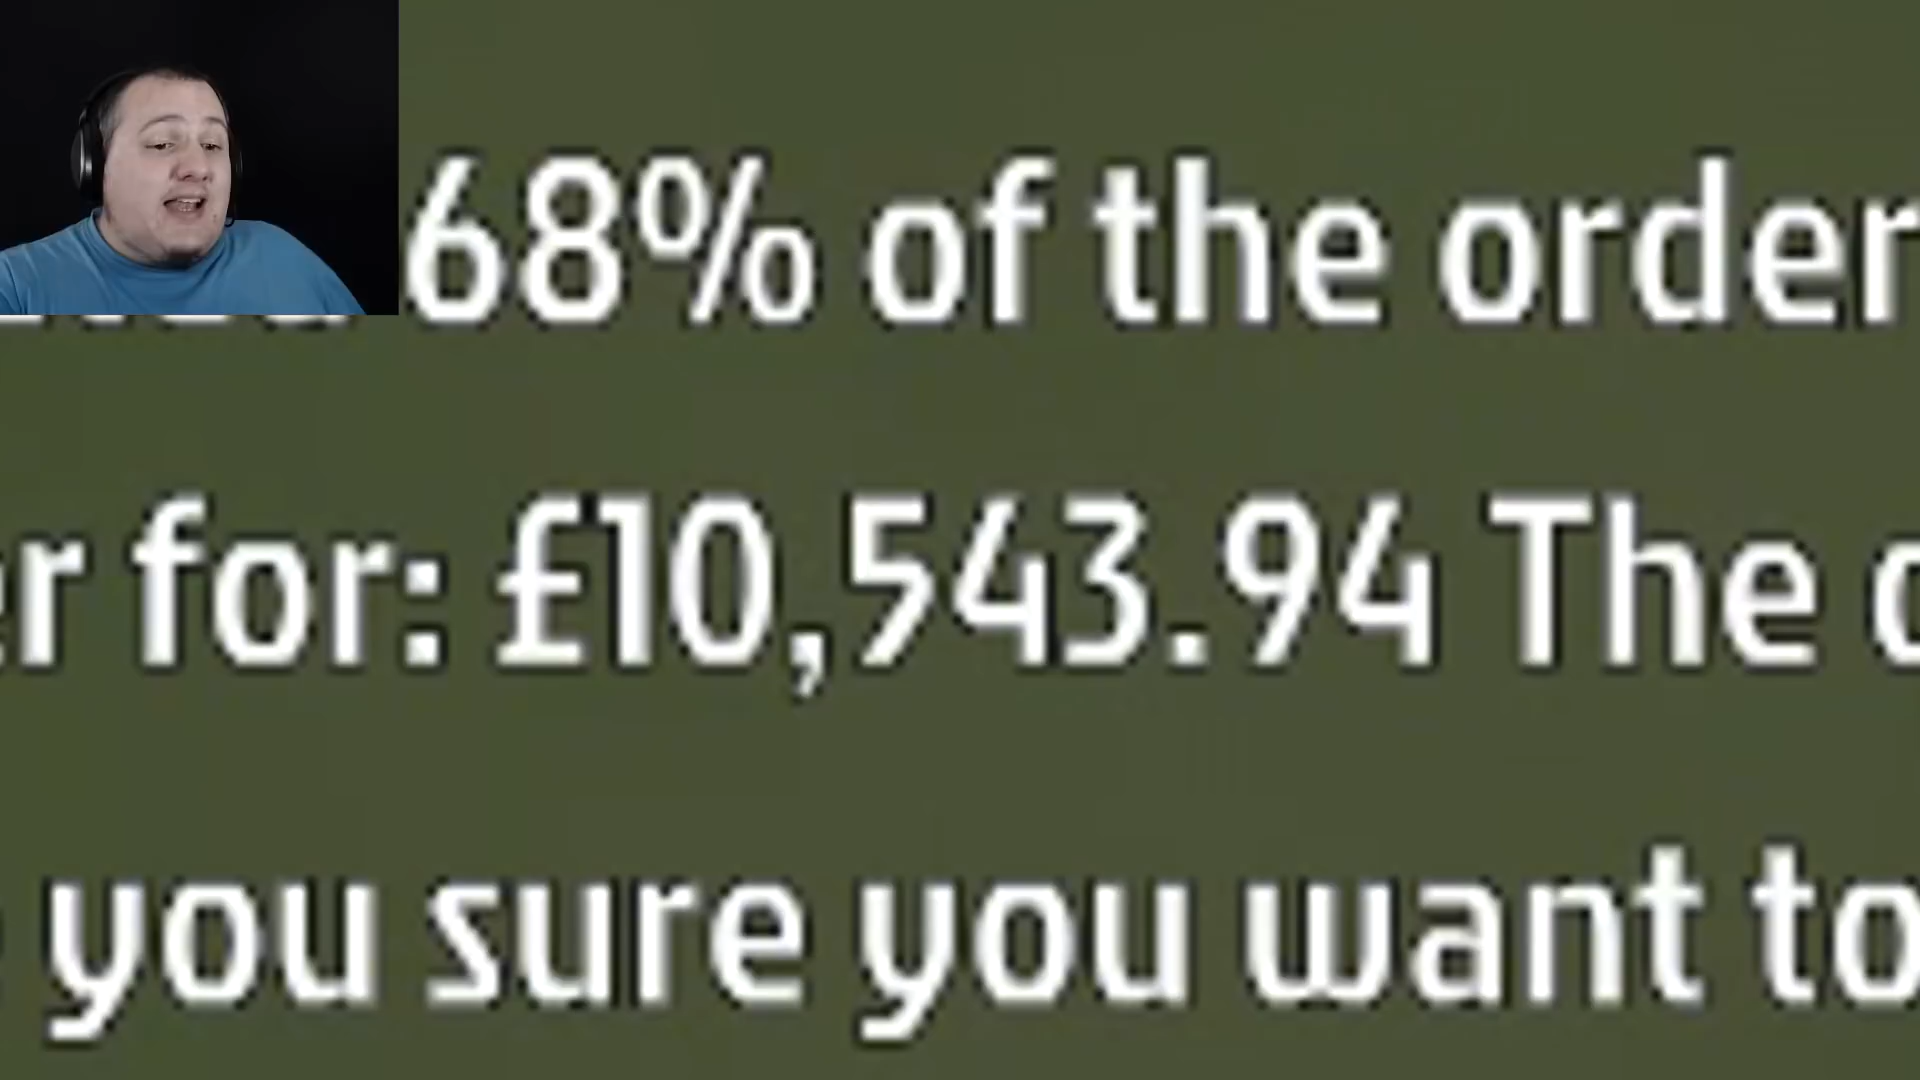 68% of the order
for: £10,543.94 The
you sure you want to